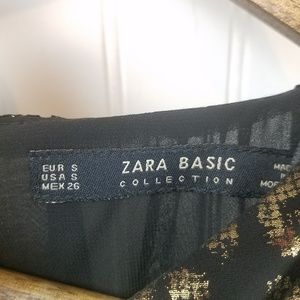 EUR S
USA S
MEX 26
ZARA BASIC
COLLECTION